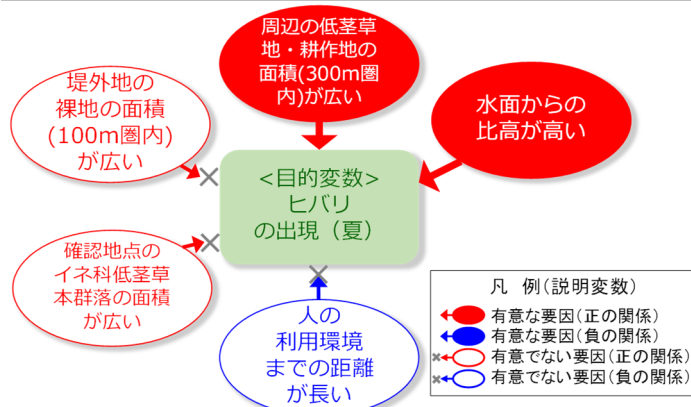 周辺の低茎草
地・耕作地の
面積(300m圏
内)が広い
堤外地の
裸地の面積
(100m圏内)
が広い
水面からの
比高が高い
<目的変数>
ヒバリ
の出現（夏）
確認地点の
イネ科低茎草
本群落の面積
が広い
人の
利用環境
までの距離
が長い
凡　例(説明変数)
有意な要因(正の関係)
有意な要因(負の関係)
有意でない要因(正の関係)
有意でない要因(負の関係)